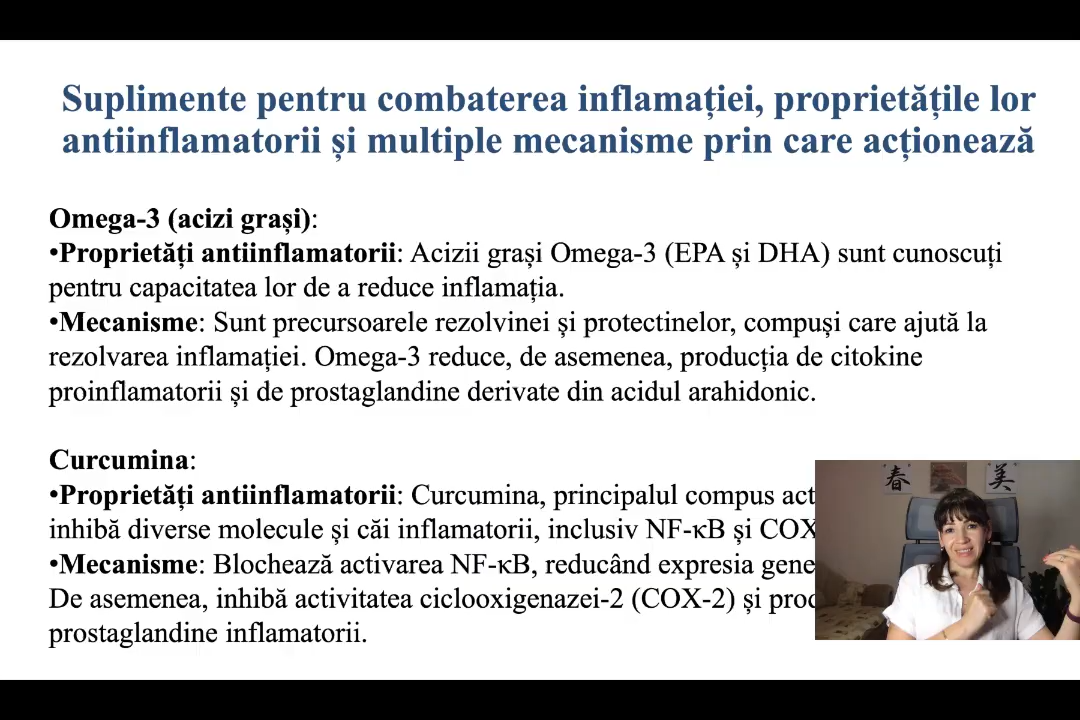 Suplimente pentru combaterea inflamației, proprietățile lor
antiinflamatorii și multiple mecanisme prin care acționează
Omega-3 (acizi grași):
•Proprietăți antiinflamatorii: Acizii grași Omega-3 (EPA și DHA) sunt cunoscuți
pentru capacitatea lor de a reduce inflamația.
•Mecanisme: Sunt precursoarele rezolvinei și protectinelor, compuși care ajută la
rezolvarea inflamației. Omega-3 reduce, de asemenea, producția de citokine
proinflamatorii și de prostaglandine derivate din acidul arahidonic.
Curcumina:
•Proprietăți antiinflamatorii: Curcumina, principalul compus act
inhibă diverse molecule și căi inflamatorii, inclusiv NF-κB și COX
•Mecanisme: Blochează activarea NF-κB, reducând expresia gene
De asemenea, inhibă activitatea ciclooxigenazei-2 (COX-2) și prod
prostaglandine inflamatorii.
春 美